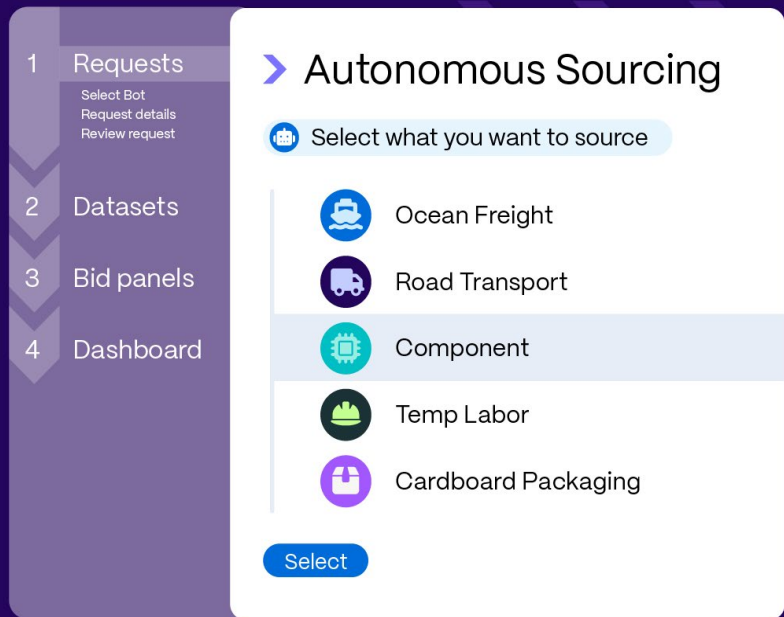 1 Requests
Select Bot
Request details
Review request
2 Datasets
3 Bid panels
4 Dashboard
Autonomous Sourcing
Select what you want to source
Ocean Freight
Road Transport
Component
Temp Labor
Cardboard Packaging
Select